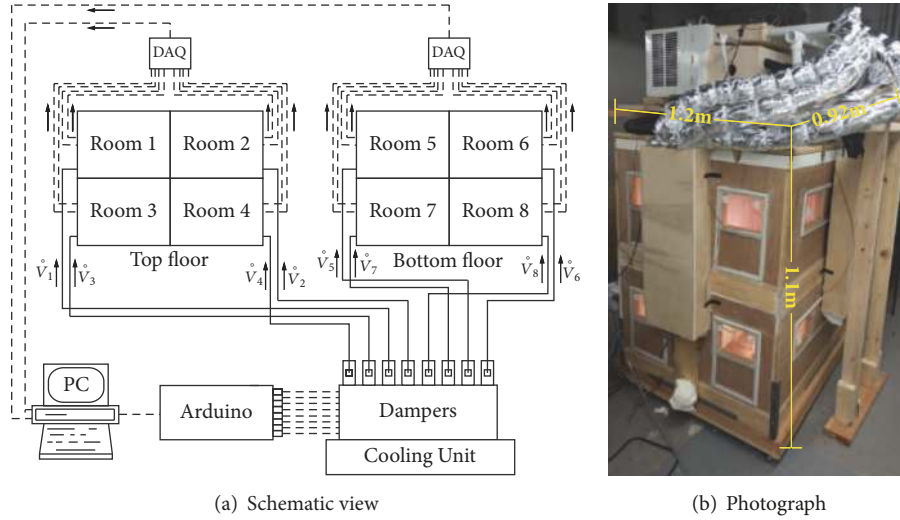 DAQ
DAQ
Room 1
Room 2
Room 5
Room 6
Room 3
Room 4
Room 7
Room 8
Top floor
Bottom floor
V̊₁
V̊₃
V̊₄
V̊₂
V̊₅
V̊₇
V̊₈
V̊₆
PC
Arduino
Dampers
Cooling Unit
(a) Schematic view
1.2m
0.92m
1.1m
(b) Photograph